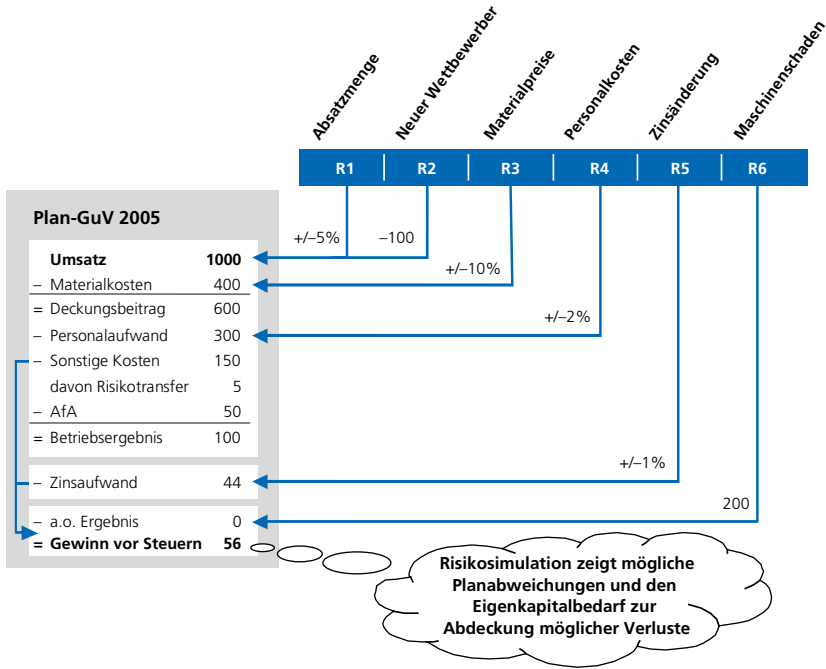 Absatzmenge
Neuer Wettbewerber
Materialpreise
Personalkosten
Zinsänderung
Maschinenschaden
R1 R2 R3 R4 R5 R6
Plan-GuV 2005
+/–5% –100
Umsatz 1000
+/–10%
– Materialkosten 400
= Deckungsbeitrag 600
+/–2%
– Personalaufwand 300
– Sonstige Kosten 150
davon Risikotransfer 5
– AfA 50
= Betriebsergebnis 100
+/–1%
– Zinsaufwand 44
200
– a.o. Ergebnis 0
= Gewinn vor Steuern 56
Risikosimulation zeigt mögliche
Planabweichungen und den
Eigenkapitalbedarf zur
Abdeckung möglicher Verluste